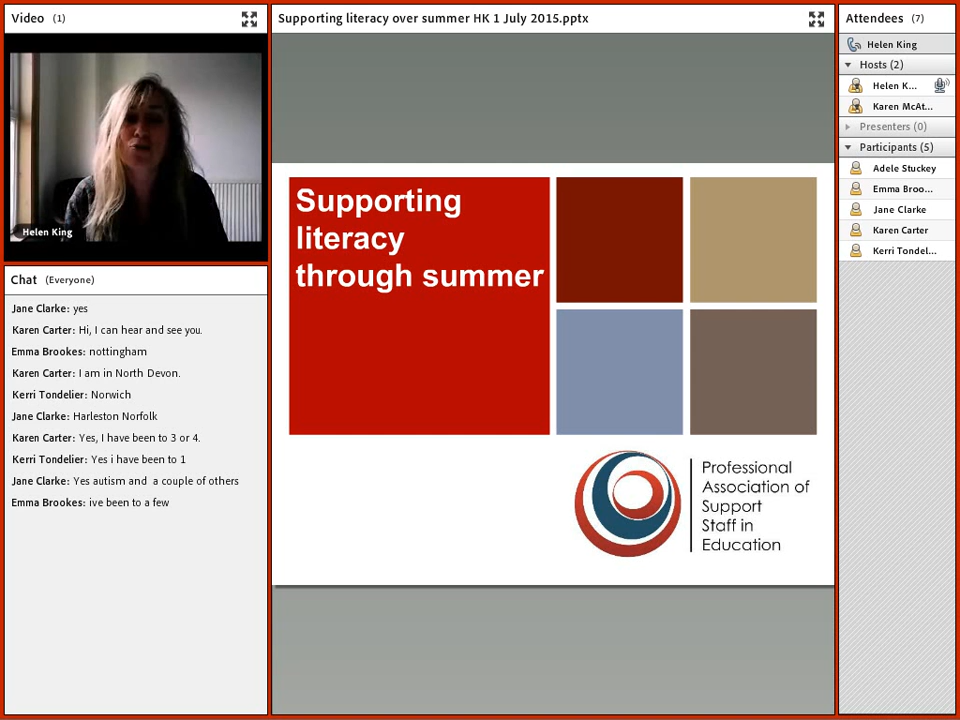 Video (1)
Helen King
Chat (Everyone)
Jane Clarke: yes
Karen Carter: Hi, I can hear and see you.
Emma Brookes: nottingham
Karen Carter: I am in North Devon.
Kerri Tondelier: Norwich
Jane Clarke: Harleston Norfolk
Karen Carter: Yes, I have been to 3 or 4.
Kerri Tondelier: Yes i have been to 1
Jane Clarke: Yes autism and  a couple of others
Emma Brookes: ive been to a few
Supporting literacy over summer HK 1 July 2015.pptx
Supporting
literacy
through summer
Professional
Association of
Support
Staff in
Education
Attendees (7)
Helen King
Hosts (2)
Helen K...
Karen McAt...
Presenters (0)
Participants (5)
Adele Stuckey
Emma Broo...
Jane Clarke
Karen Carter
Kerri Tondel...